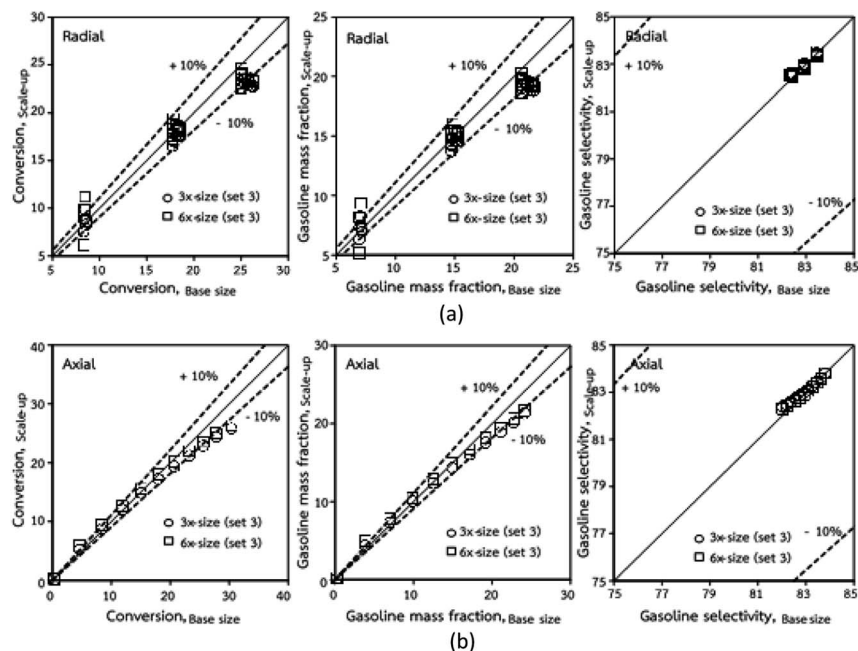 30
25
20
15
10
5
Radial
+ 10%
- 10%
3x-size (set 3)
6x-size (set 3)
5 10 15 20 25 30
Conversion, Scale-up
Conversion, Base size
25
20
15
10
5
Radial
+ 10%
- 10%
3x-size (set 3)
6x-size (set 3)
5 10 15 20 25
Gasoline mass fraction, Scale-up
Gasoline mass fraction, Base size
85
83
81
79
77
75
Radial
+ 10%
- 10%
3x-size (set 3)
6x-size (set 3)
75 77 79 81 83 85
Gasoline selectivity, Scale-up
Gasoline selectivity, Base size
(a)
40
30
20
10
0
Axial
+ 10%
- 10%
3x-size (set 3)
6x-size (set 3)
0 10 20 30 40
Conversion, Scale-up
Conversion, Base size
30
20
10
0
Axial
+ 10%
- 10%
3x-size (set 3)
6x-size (set 3)
0 10 20 30
Gasoline mass fraction, Scale-up
Gasoline mass fraction, Base size
85
83
83
77
75
Axial
+ 10%
- 10%
3x-size (set 3)
6x-size (set 3)
75 77 79 81 83 85
Gasoline selectivity, Scale-up
Gasoline selectivity, Base size
(b)